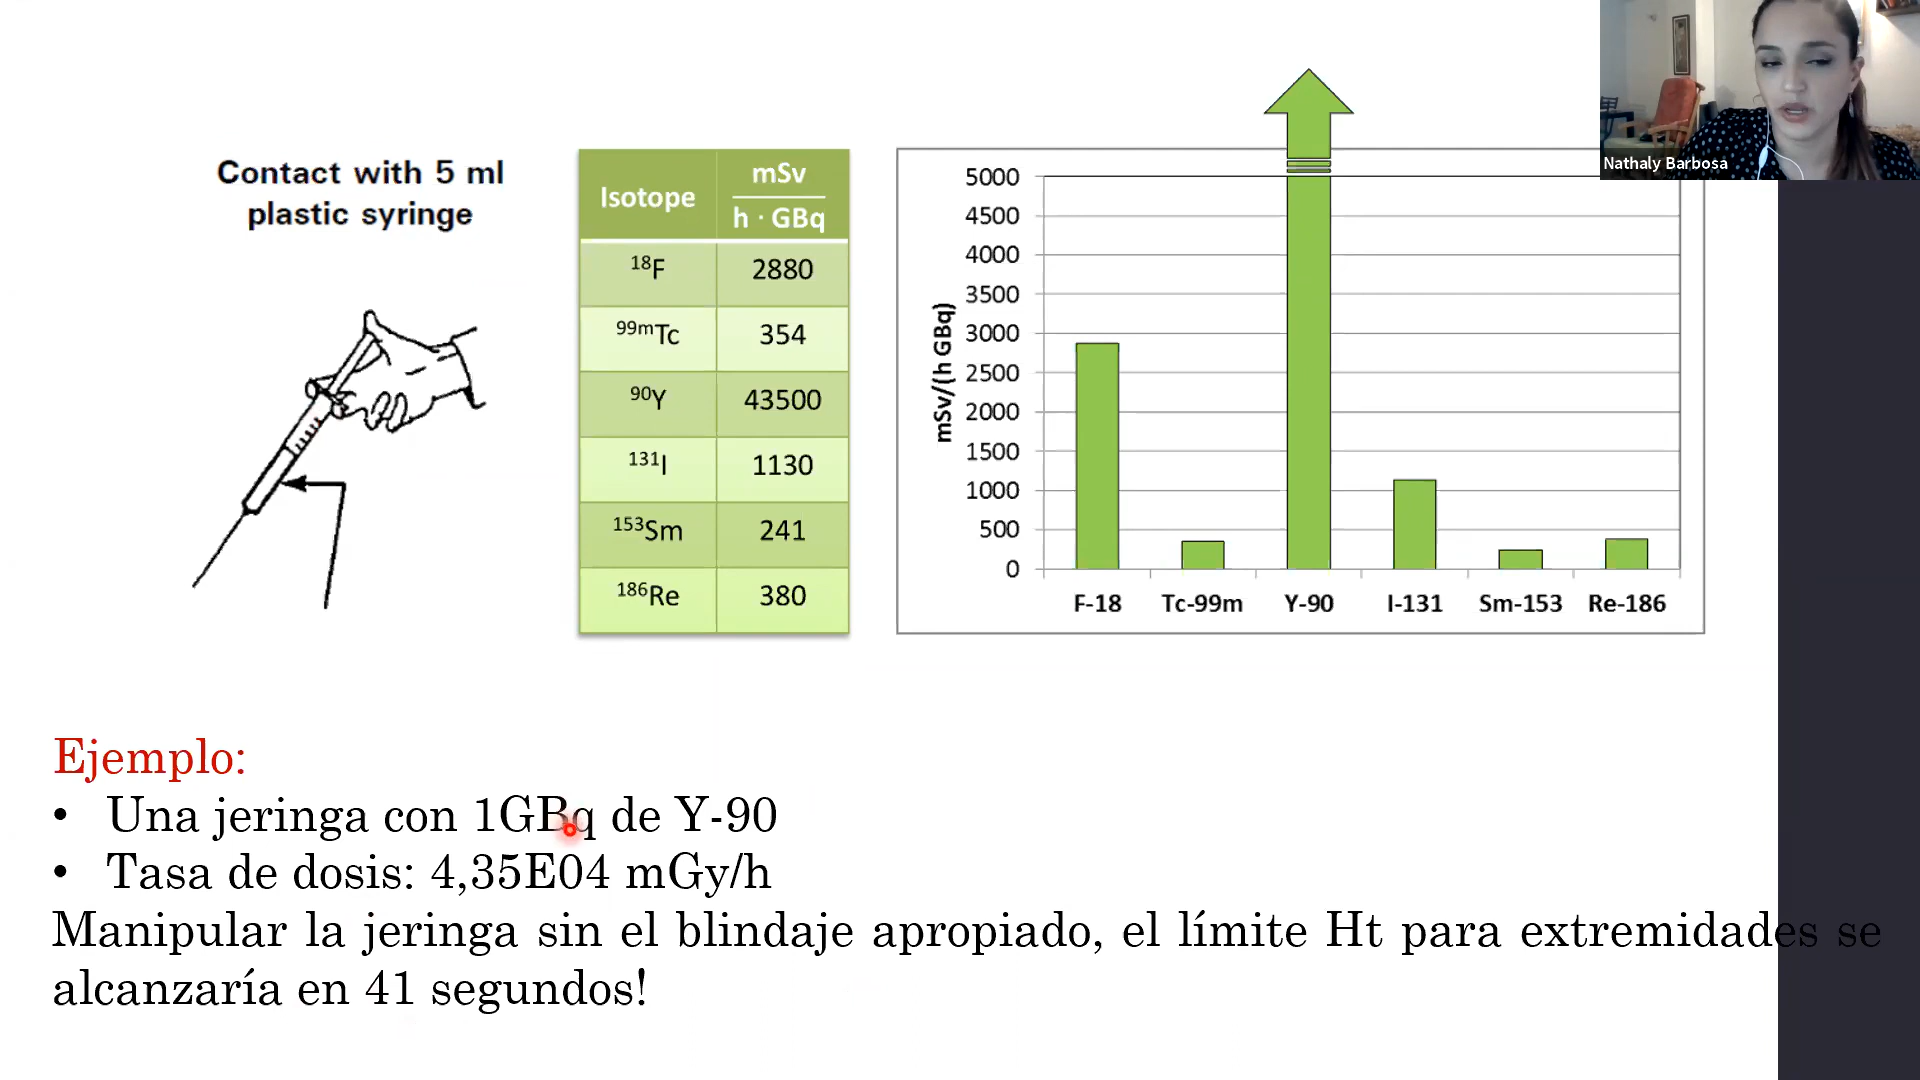 Nathaly Barbosa
Contact with 5 ml
plastic syringe
Isotope mSv
h · GBq
¹⁸F 2880
⁹⁹ᵐTc 354
⁹⁰Y 43500
¹³¹I 1130
¹⁵³Sm 241
¹⁸⁶Re 380
mSv/(h GBq)
5000
4500
4000
3500
3000
2500
2000
1500
1000
500
0
F-18 Tc-99m Y-90 I-131 Sm-153 Re-186
Ejemplo:
• Una jeringa con 1GBq de Y-90
• Tasa de dosis: 4,35E04 mGy/h
Manipular la jeringa sin el blindaje apropiado, el límite Ht para extremidades se
alcanzaría en 41 segundos!